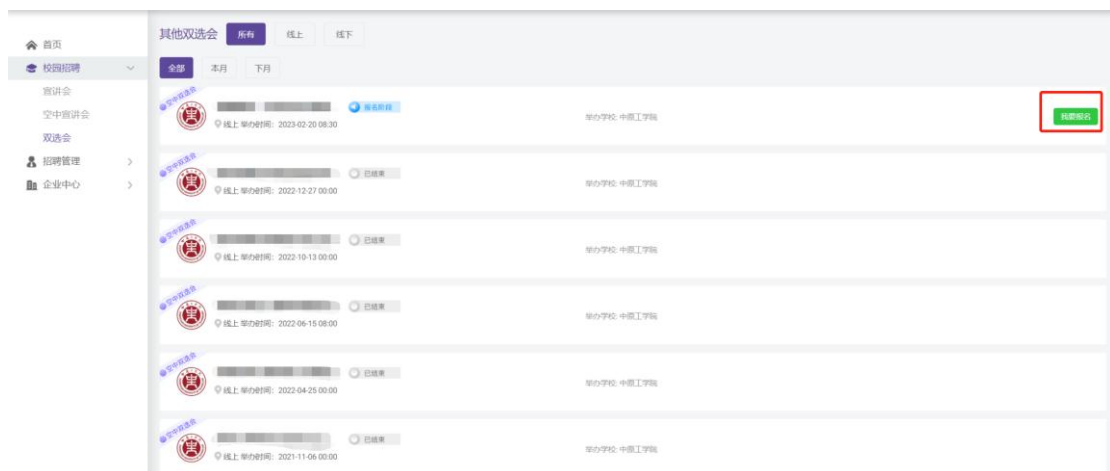 首页
校园招聘
宣讲会
空中宣讲会
双选会
招聘管理
企业中心
其他双选会 所有 线上 线下
全部 本月 下月
空中双选会
报名阶段
线上 举办时间: 2023-02-20 08:30
举办学校: 中原工学院
我要报名
空中双选会
已结束
线上 举办时间: 2022-12-27 00:00
举办学校: 中原工学院
空中双选会
已结束
线上 举办时间: 2022-10-13 00:00
举办学校: 中原工学院
空中双选会
已结束
线上 举办时间: 2022-06-15 08:00
举办学校: 中原工学院
空中双选会
已结束
线上 举办时间: 2022-04-25 00:00
举办学校: 中原工学院
空中双选会
已结束
线上 举办时间: 2021-11-06 00:00
举办学校: 中原工学院